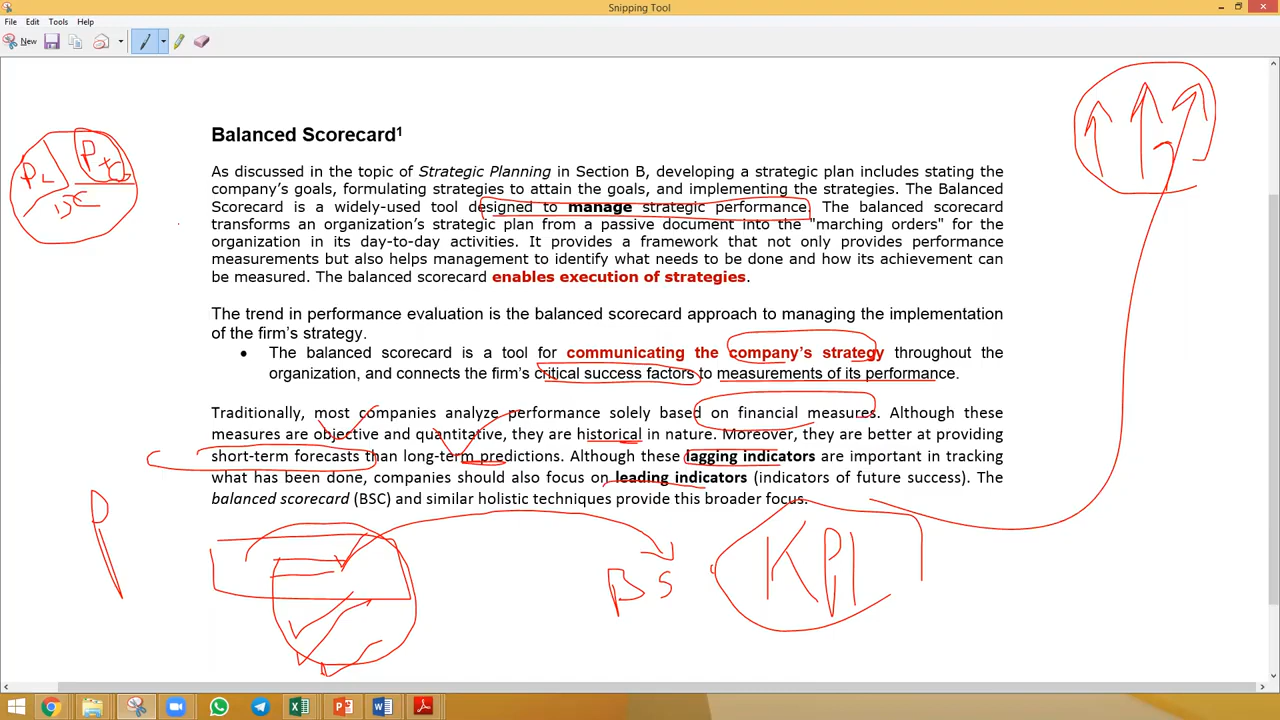 Snipping Tool
File Edit Tools Help
New
Balanced Scorecard1
As discussed in the topic of Strategic Planning in Section B, developing a strategic plan includes stating the
company's goals, formulating strategies to attain the goals, and implementing the strategies. The Balanced
Scorecard is a widely-used tool designed to manage strategic performance. The balanced scorecard
transforms an organization's strategic plan from a passive document into the "marching orders" for the
organization in its day-to-day activities. It provides a framework that not only provides performance
measurements but also helps management to identify what needs to be done and how its achievement can
be measured. The balanced scorecard enables execution of strategies.
The trend in performance evaluation is the balanced scorecard approach to managing the implementation
of the firm's strategy.
• The balanced scorecard is a tool for communicating the company's strategy throughout the
organization, and connects the firm's critical success factors to measurements of its performance.
Traditionally, most companies analyze performance solely based on financial measures. Although these
measures are objective and quantitative, they are historical in nature. Moreover, they are better at providing
short-term forecasts than long-term predictions. Although these lagging indicators are important in tracking
what has been done, companies should also focus on leading indicators (indicators of future success). The
balanced scorecard (BSC) and similar holistic techniques provide this broader focus.
P
BS
KPI